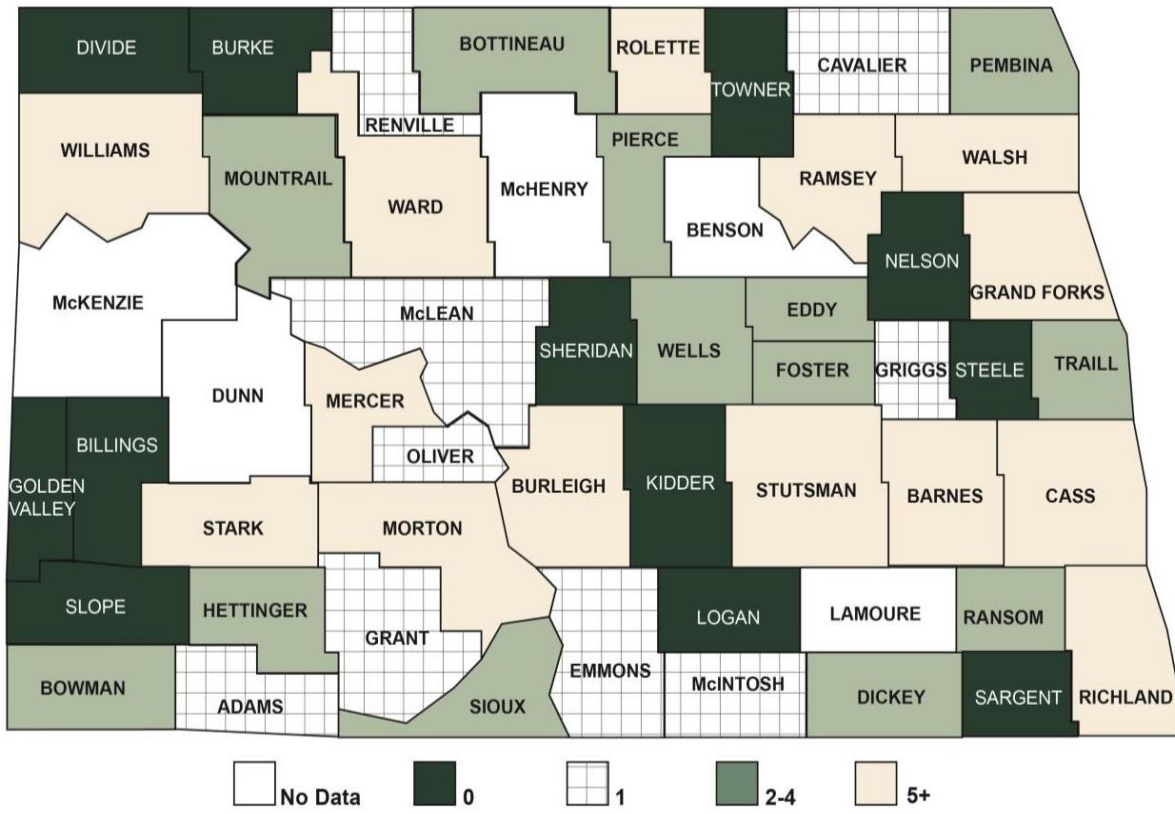 DIVIDE
BURKE
BOTTINEAU
ROLETTE
TOWNER
CAVALIER
PEMBINA
RENVILLE
WILLIAMS
MOUNTRAIL
WARD
McHENRY
PIERCE
BENSON
RAMSEY
WALSH
NELSON
GRAND FORKS
McKENZIE
McLEAN
SHERIDAN
WELLS
EDDY
FOSTER
GRIGGS
STEELE
TRAILL
DUNN
MERCER
OLIVER
BILLINGS
GOLDEN
VALLEY
STARK
MORTON
BURLEIGH
KIDDER
STUTSMAN
BARNES
CASS
SLOPE
HETTINGER
GRANT
EMMONS
LOGAN
LAMOURE
RANSOM
BOWMAN
ADAMS
SIOUX
McINTOSH
DICKEY
SARGENT
RICHLAND
No Data
0
1
2-4
5+